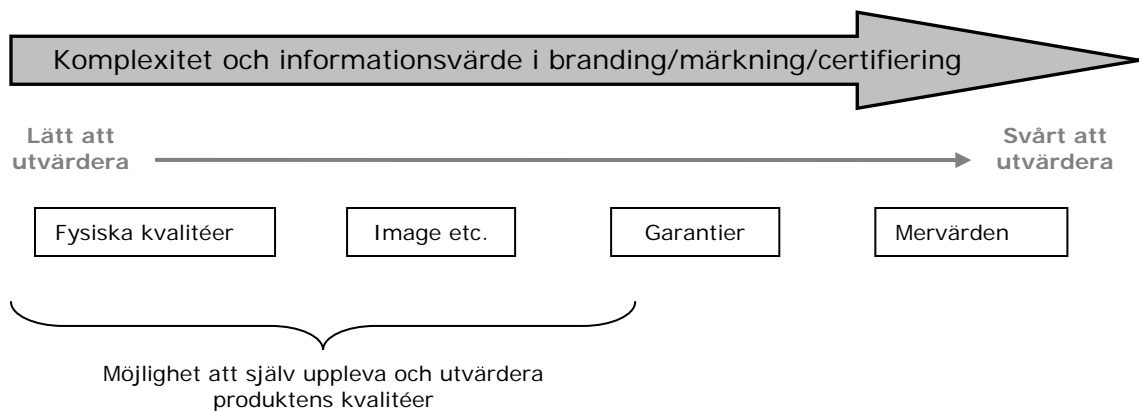 Komplexitet och informationsvärde i branding/märkning/certifiering
Lätt att
utvärdera
Svårt att
utvärdera
Fysiska kvalitéer
Image etc.
Garantier
Mervärden
Möjlighet att själv uppleva och utvärdera
produktens kvalitéer